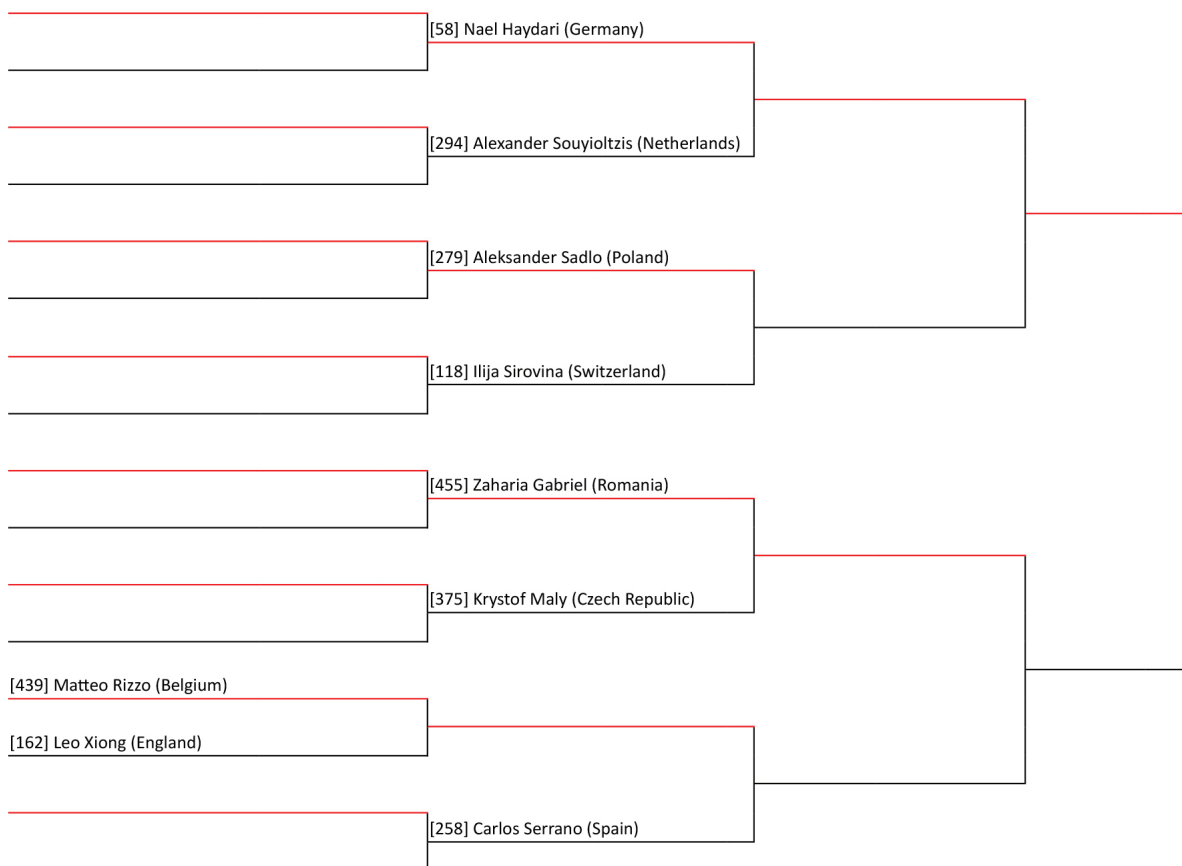 [58] Nael Haydari (Germany)
[294] Alexander Souyioltzis (Netherlands)
[279] Aleksander Sadlo (Poland)
[118] Ilija Sirovina (Switzerland)
[455] Zaharia Gabriel (Romania)
[375] Krystof Maly (Czech Republic)
[439] Matteo Rizzo (Belgium)
[162] Leo Xiong (England)
[258] Carlos Serrano (Spain)